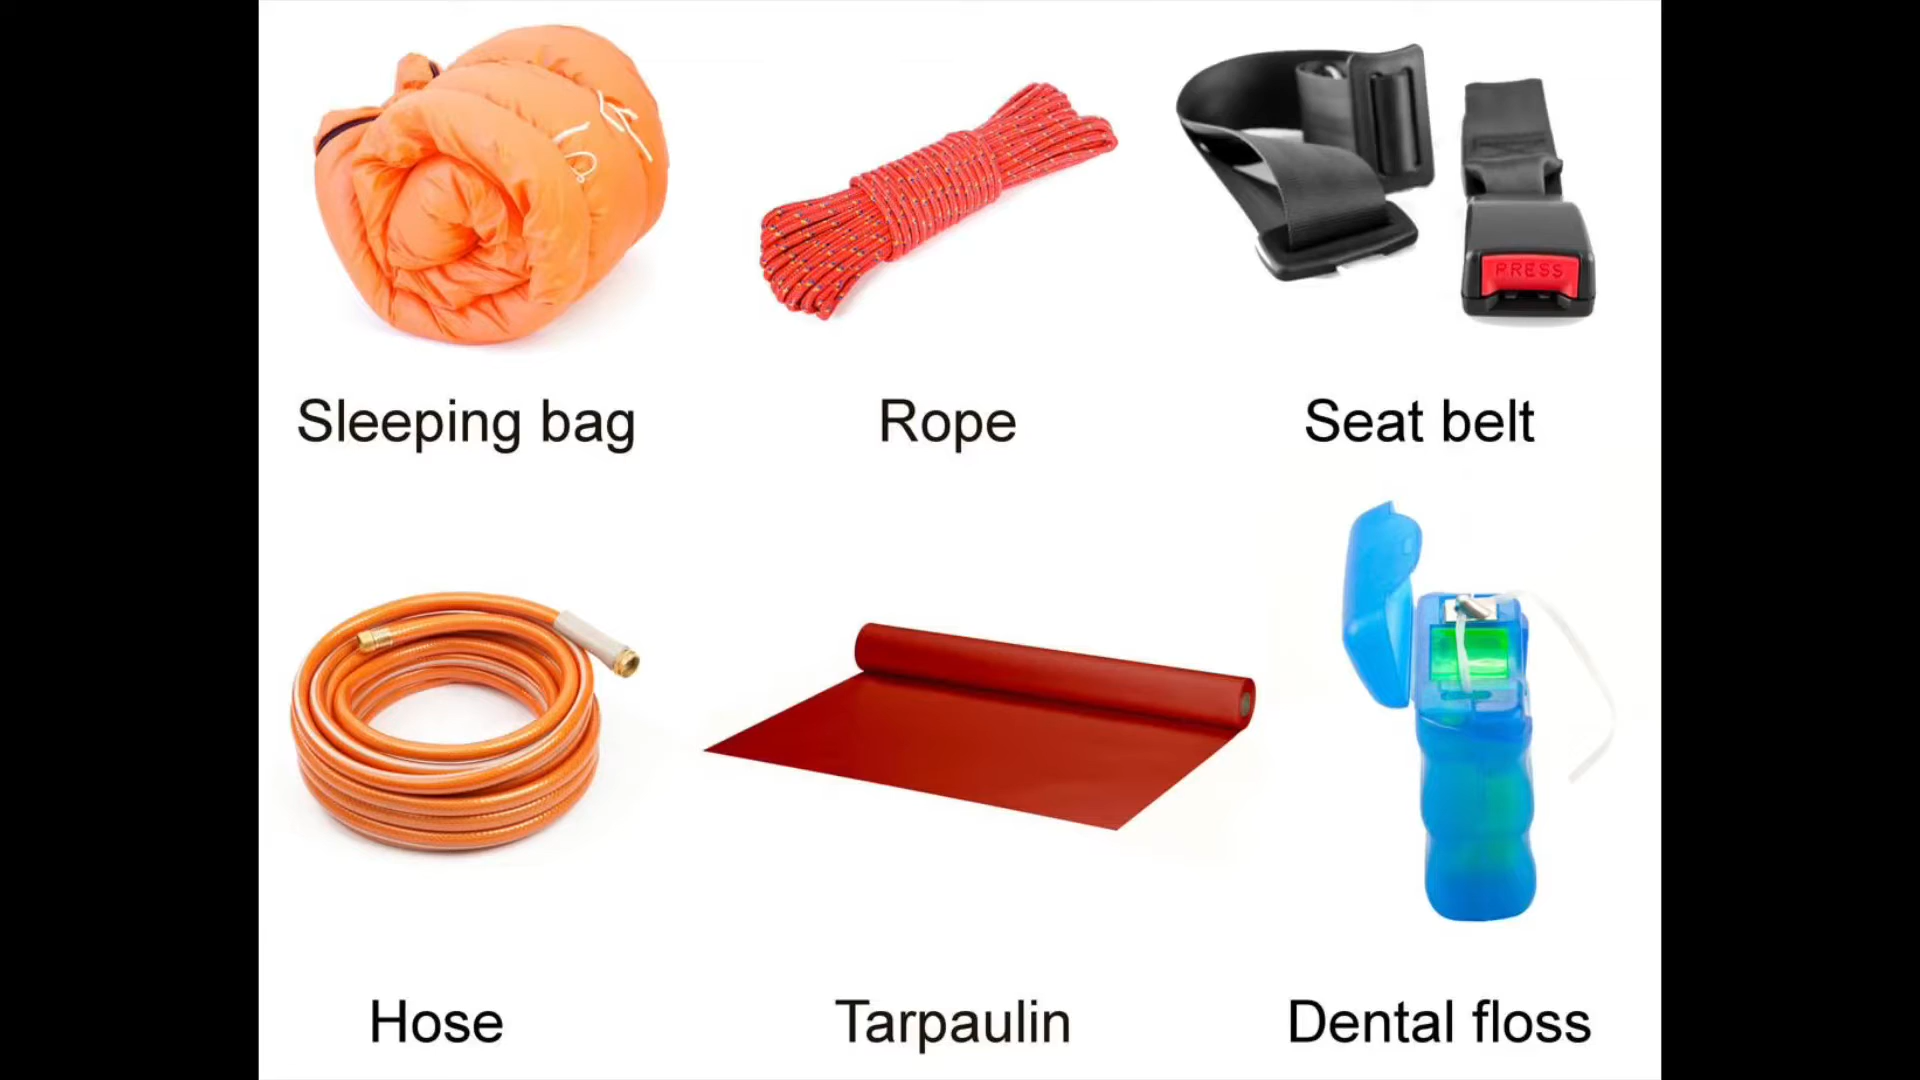 PRESS
Sleeping bag
Rope
Seat belt
Hose
Tarpaulin
Dental floss